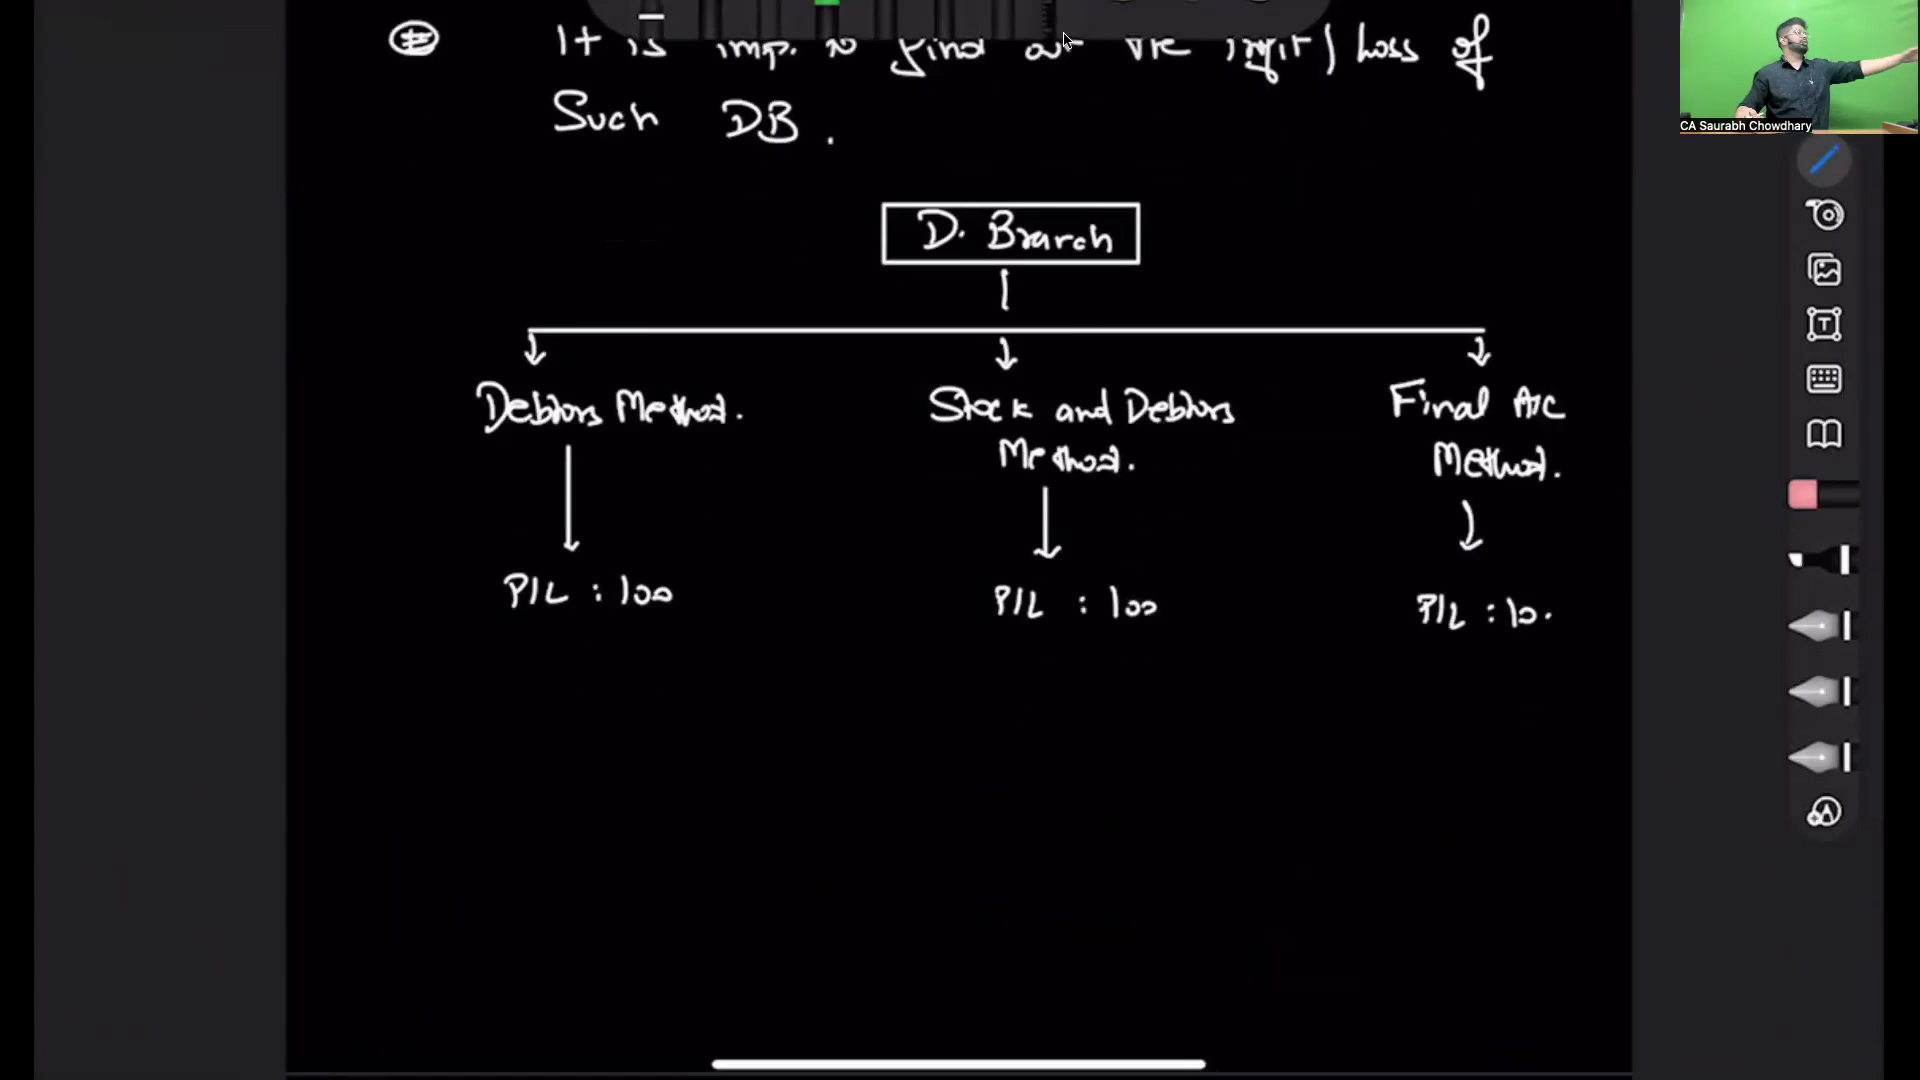 It is imp. to find out the Profit / Loss of
Such DB.
CA Saurabh Chowdhary
D. Branch
Debtors Method.
Stock and Debtors
Method.
Final A/C
Method.
P/L : 100
P/L : 100
P/L : 10.